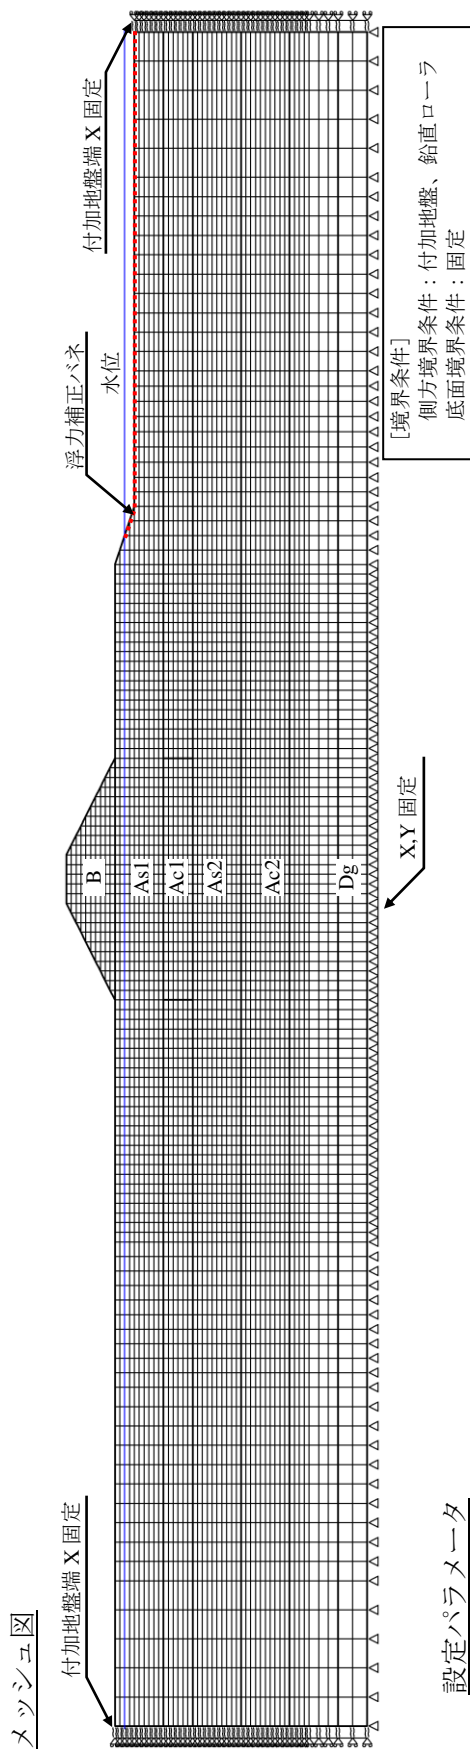 メッシュ図
付加地盤端 X 固定
浮力補正バネ
水位
付加地盤端 X 固定
B
As1
Ac1
As2
Ac2
Dg
X,Y 固定
[境界条件]
側方境界条件：付加地盤、鉛直ローラ
底面境界条件：固定
設定パラメータ